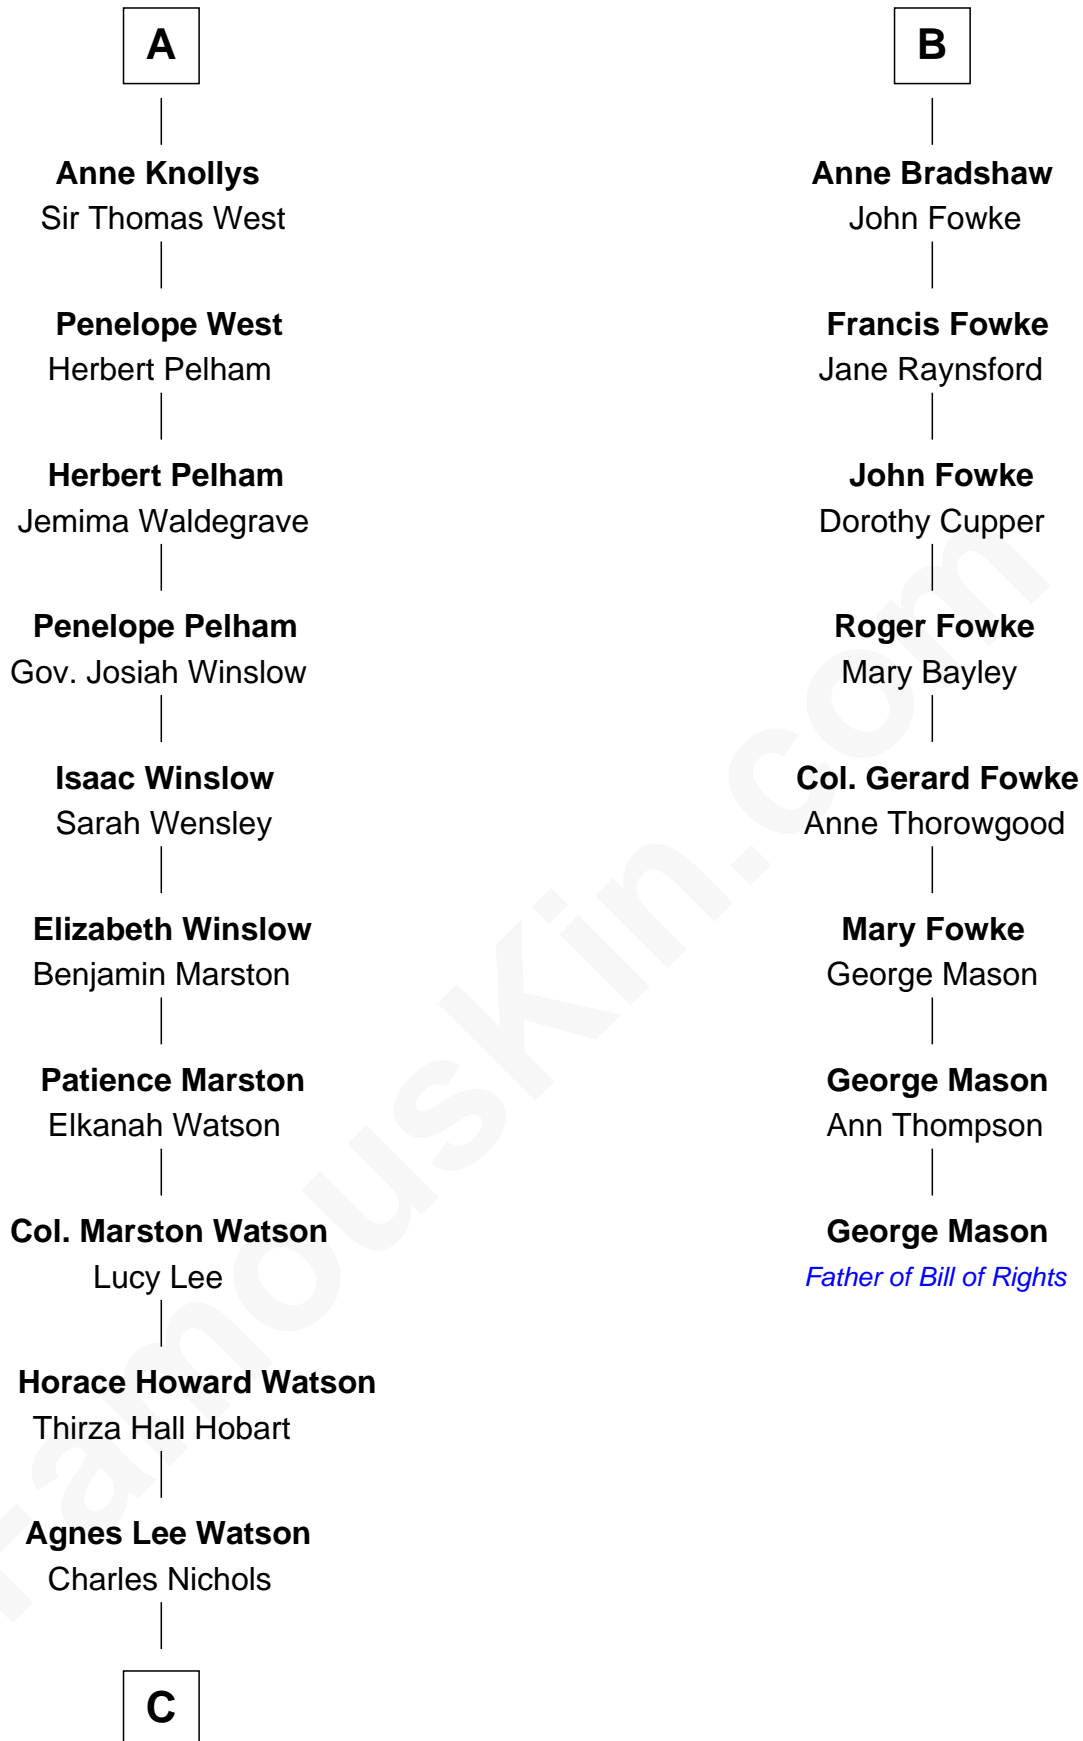 A
Anne Knollys
Sir Thomas West
Penelope West
Herbert Pelham
Herbert Pelham
Jemima Waldegrave
Penelope Pelham
Gov. Josiah Winslow
Isaac Winslow
Sarah Wensley
Elizabeth Winslow
Benjamin Marston
Patience Marston
Elkanah Watson
Col. Marston Watson
Lucy Lee
Horace Howard Watson
Thirza Hall Hobart
Agnes Lee Watson
Charles Nichols
C
B
Anne Bradshaw
John Fowke
Francis Fowke
Jane Raynsford
John Fowke
Dorothy Cupper
Roger Fowke
Mary Bayley
Col. Gerard Fowke
Anne Thorowgood
Mary Fowke
George Mason
George Mason
Ann Thompson
George Mason
Father of Bill of Rights
FamousKin.com